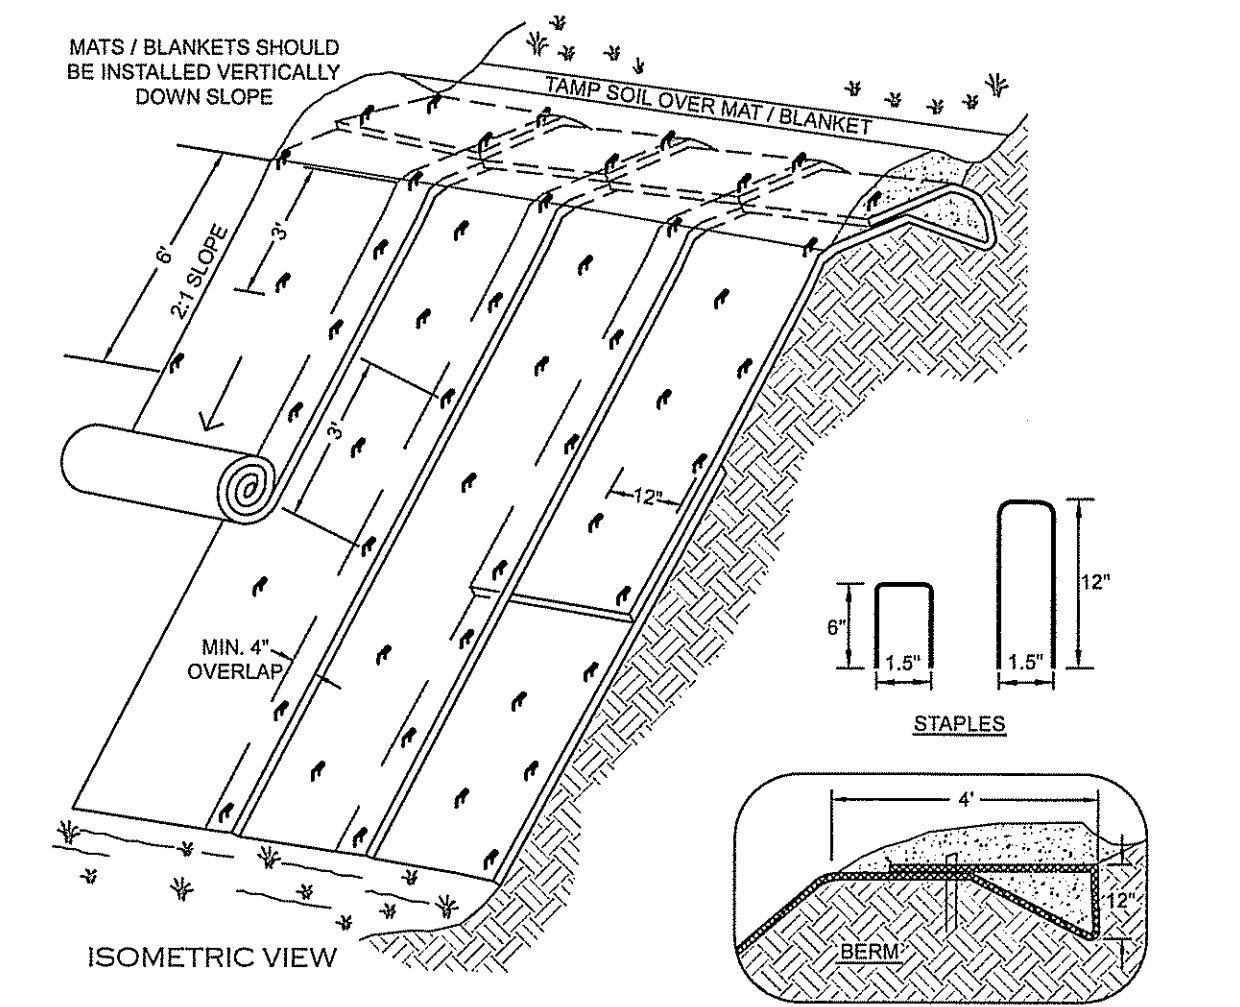 MATS / BLANKETS SHOULD
BE INSTALLED VERTICALLY
DOWN SLOPE
TAMP SOIL OVER MAT / BLANKET
6'
2:1 SLOPE
3'
3'
12"
MIN. 4"
OVERLAP
6"
1.5"
12"
1.5"
STAPLES
4'
12"
BERM
ISOMETRIC VIEW